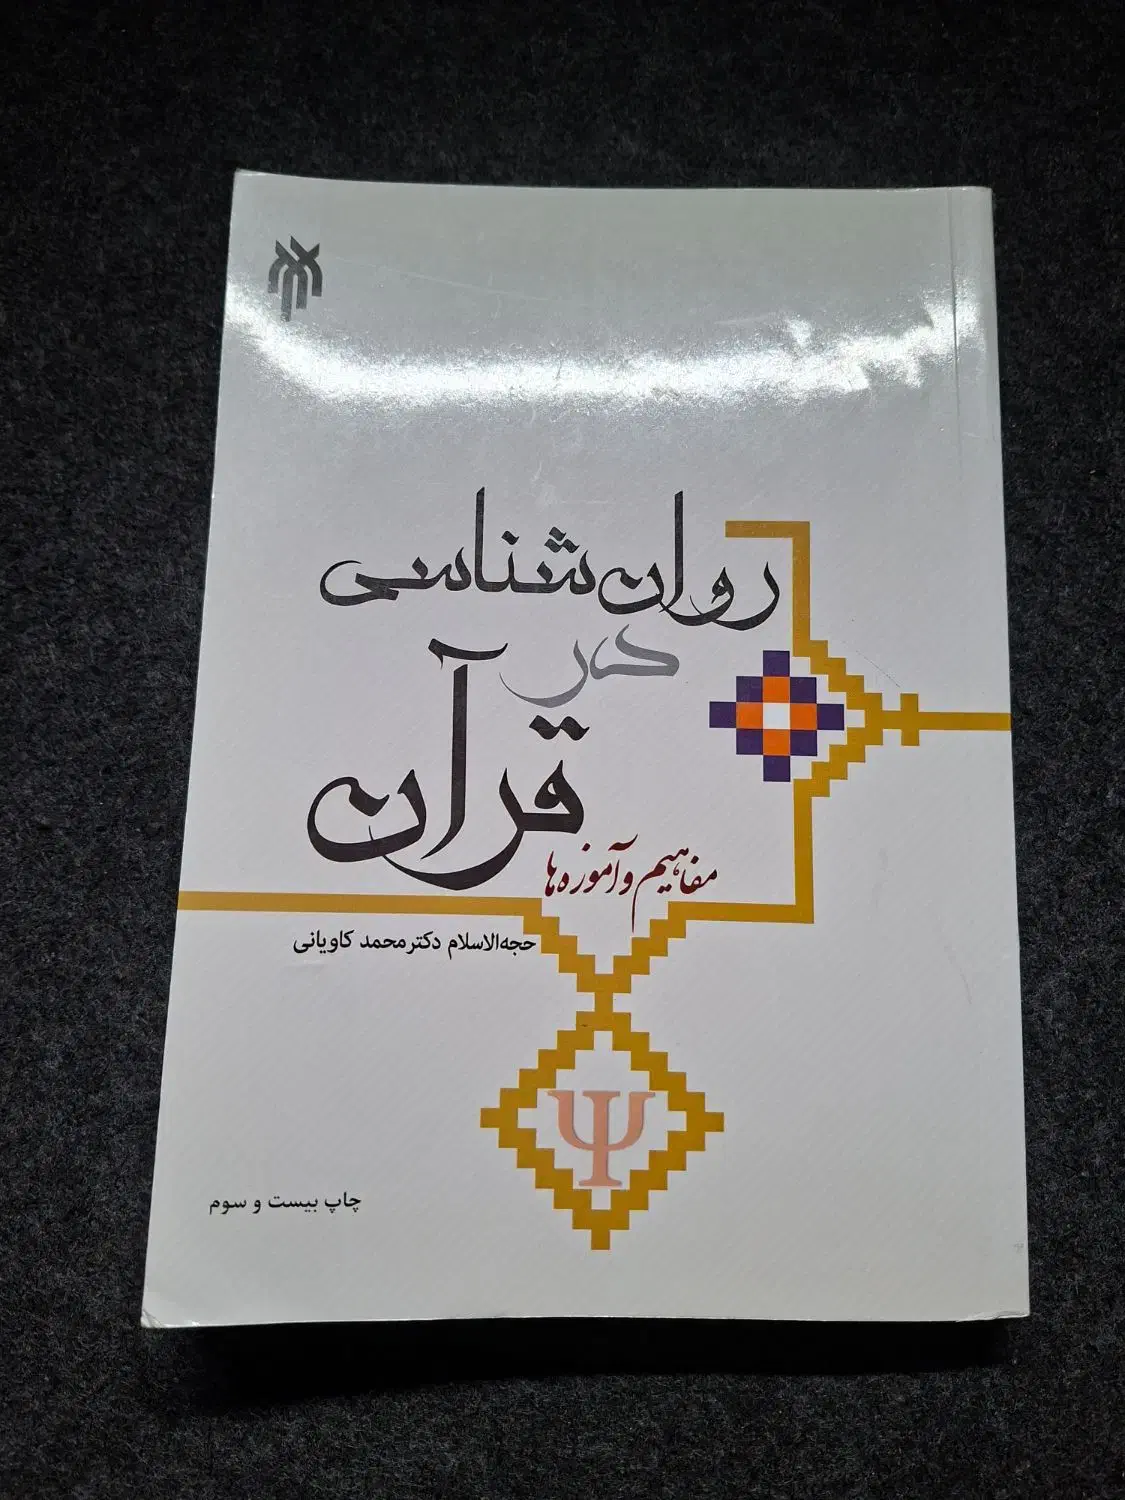 روان‌شناسی
در
قرآن
مفاهیم و آموزه‌ها
حجه‌الاسلام دکتر محمد کاویانی
Ψ
چاپ بیست و سوم